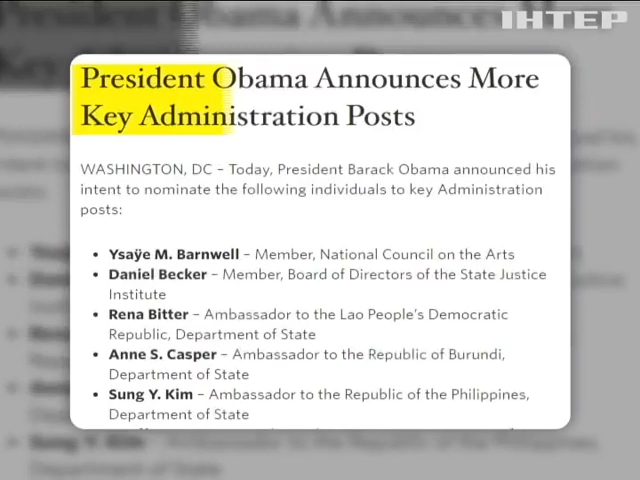 ІНТЕР
President Obama Announces More
Key Administration Posts
WASHINGTON, DC – Today, President Barack Obama announced his
intent to nominate the following individuals to key Administration
posts:
• Ysaÿe M. Barnwell – Member, National Council on the Arts
• Daniel Becker – Member, Board of Directors of the State Justice
Institute
• Rena Bitter – Ambassador to the Lao People's Democratic
Republic, Department of State
• Anne S. Casper – Ambassador to the Republic of Burundi,
Department of State
• Sung Y. Kim – Ambassador to the Republic of the Philippines,
Department of State